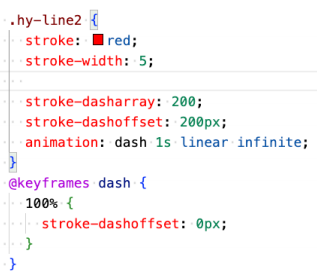 .hy-line2 {
stroke: red;
stroke-width: 5;
stroke-dasharray: 200;
stroke-dashoffset: 200px;
animation: dash 1s linear infinite;
}
@keyframes dash {
100% {
stroke-dashoffset: 0px;
}
}